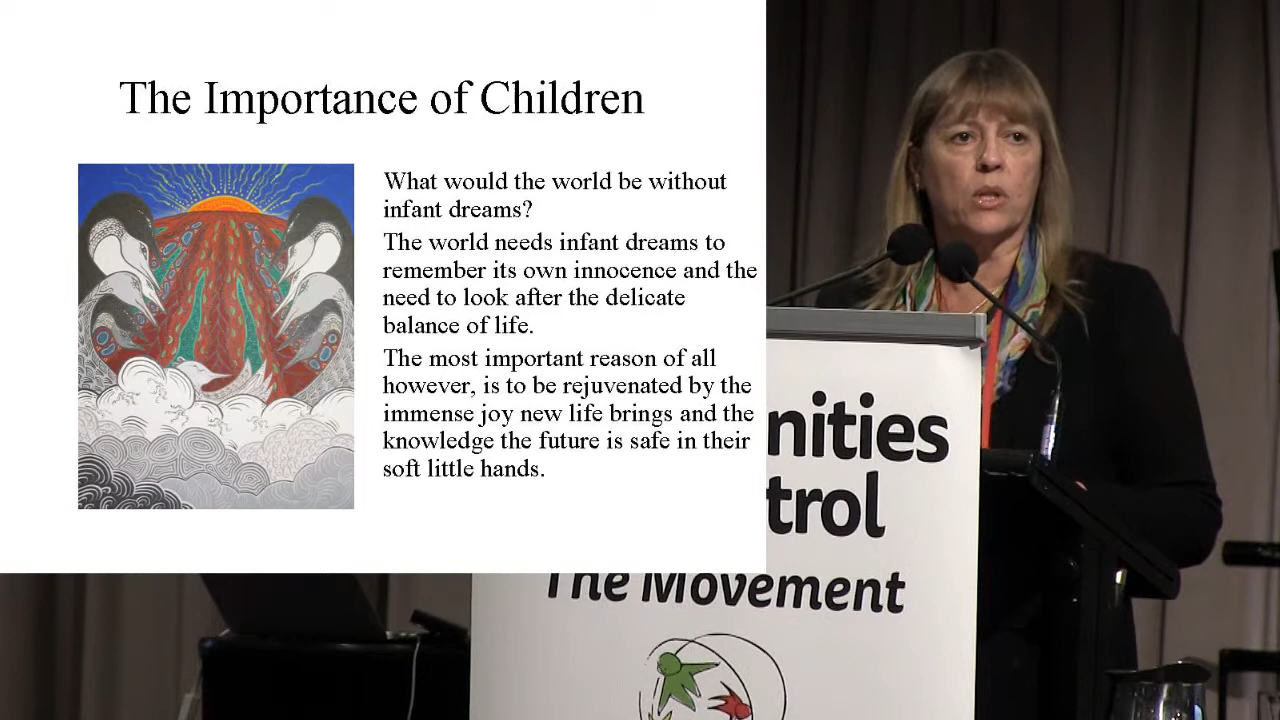 The Importance of Children
What would the world be without
infant dreams?
The world needs infant dreams to
remember its own innocence and the
need to look after the delicate
balance of life.
The most important reason of all
however, is to be rejuvenated by the
immense joy new life brings and the
knowledge the future is safe in their
soft little hands.
nities
trol
The Movement